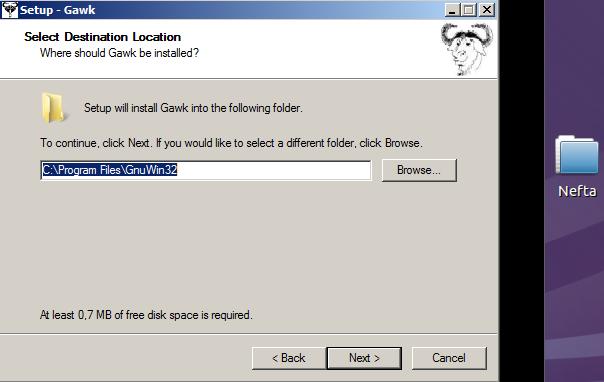 Setup - Gawk
Select Destination Location
Where should Gawk be installed?
Setup will install Gawk into the following folder.
To continue, click Next. If you would like to select a different folder, click Browse.
C:\Program Files\GnuWin32
Browse...
At least 0,7 MB of free disk space is required.
< Back
Next >
Cancel
Nefta